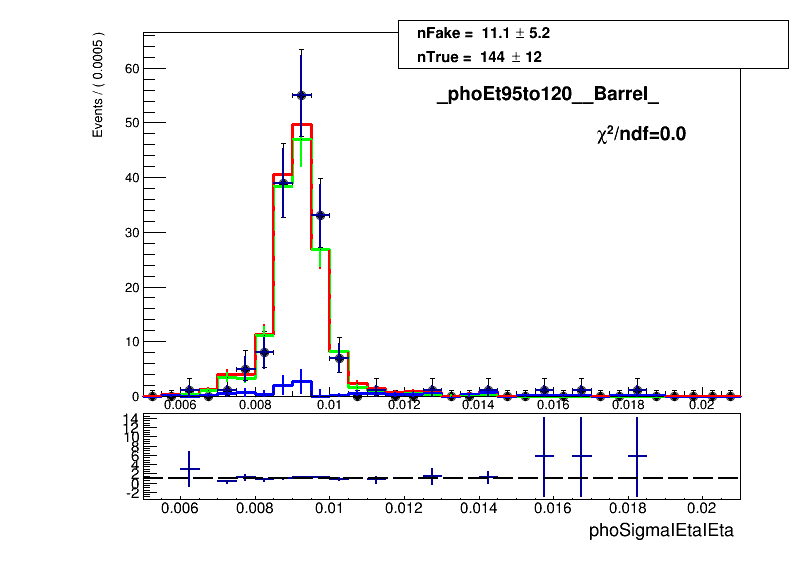 nFake = 11.1 ± 5.2
nTrue = 144 ± 12
Events / ( 0.0005 )
_phoEt95to120__Barrel_
χ²/ndf=0.0
60
50
40
30
20
10
0
0.006 0.008 0.01 0.012 0.014 0.016 0.018 0.02
14
12
10
8
6
4
2
0
-2
0.006 0.008 0.01 0.012 0.014 0.016 0.018 0.02
phoSigmaIEtaIEta